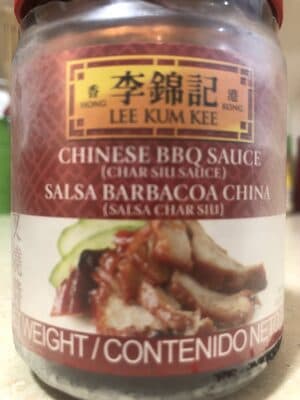 香 李錦記 港
HONG KONG
LEE KUM KEE
CHINESE BBQ SAUCE
(CHAR SIU SAUCE)
SALSA BARBACOA CHINA
(SALSA CHAR SIU)
WEIGHT / CONTENIDO NETO